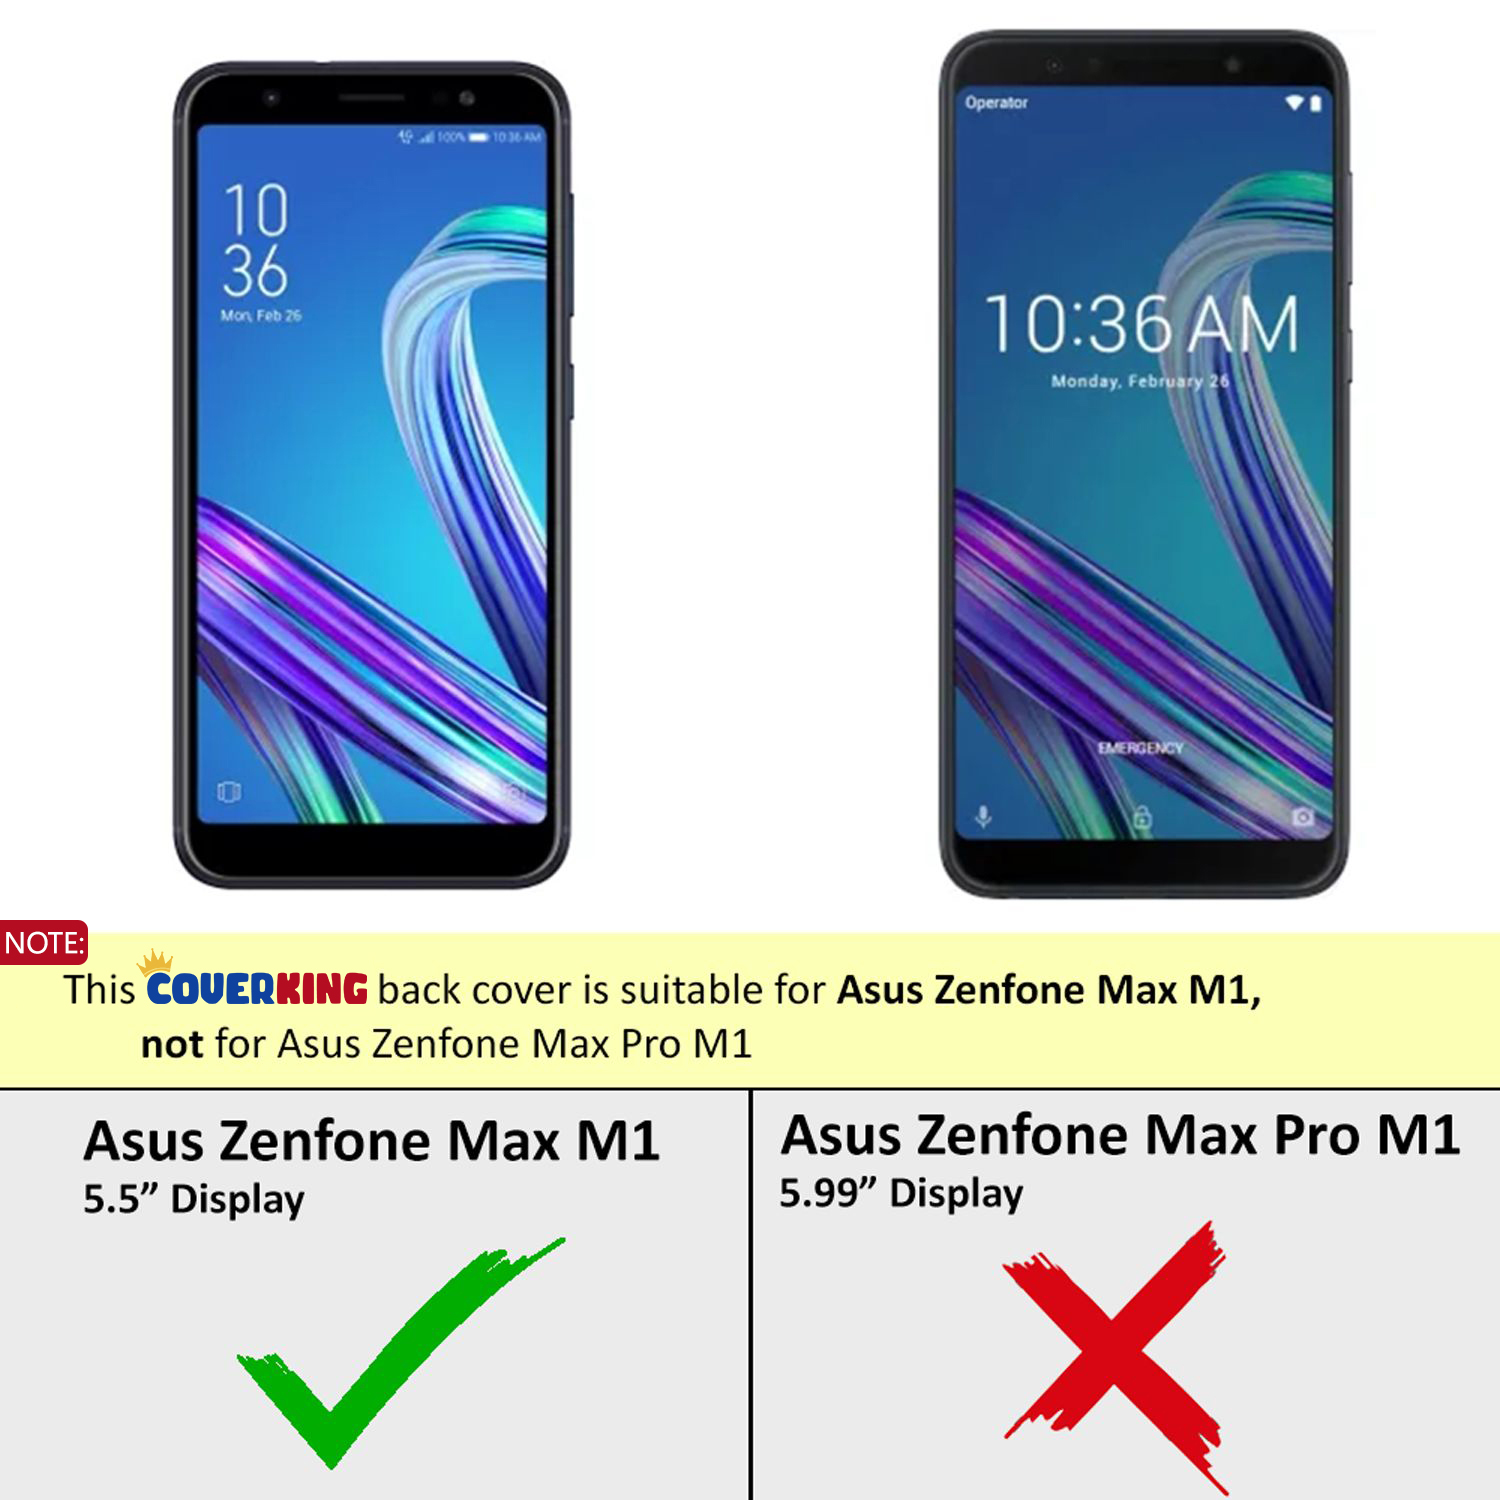 4G 100% 10:36 AM
10
36
Mon, Feb 26
Operator
10:36 AM
Monday, February 26
EMERGENCY
NOTE:
This COVERKING back cover is suitable for Asus Zenfone Max M1,
not for Asus Zenfone Max Pro M1
Asus Zenfone Max M1
5.5” Display
Asus Zenfone Max Pro M1
5.99” Display